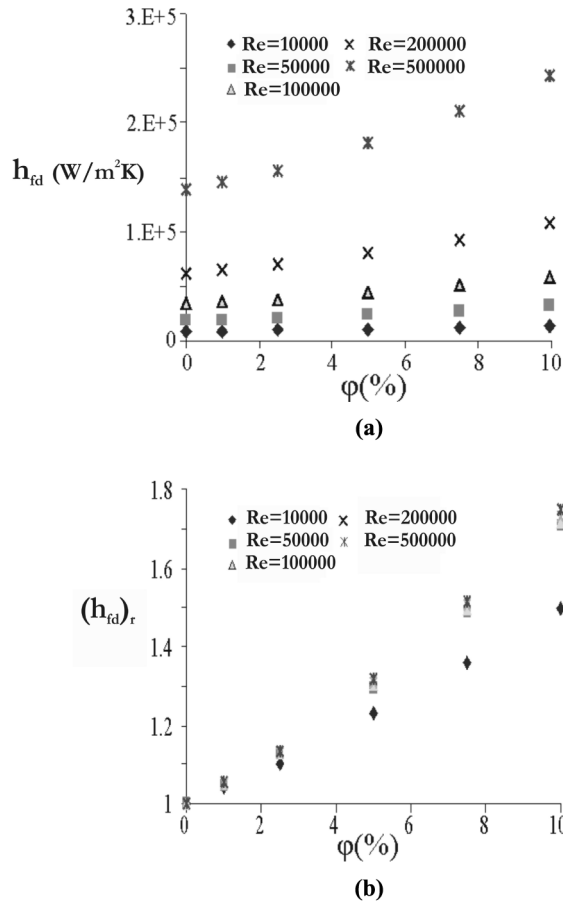 3.E+5
◆ Re=10000 × Re=200000
■ Re=50000 ⁎ Re=500000
△ Re=100000
2.E+5
h_fd (W/m²K)
1.E+5
0
0 2 4 6 8 10
φ(%)
(a)
1.8
◆ Re=10000 × Re=200000
■ Re=50000 ⁎ Re=500000
△ Re=100000
1.6
(h_fd)_r
1.4
1.2
1
0 2 4 6 8 10
φ(%)
(b)